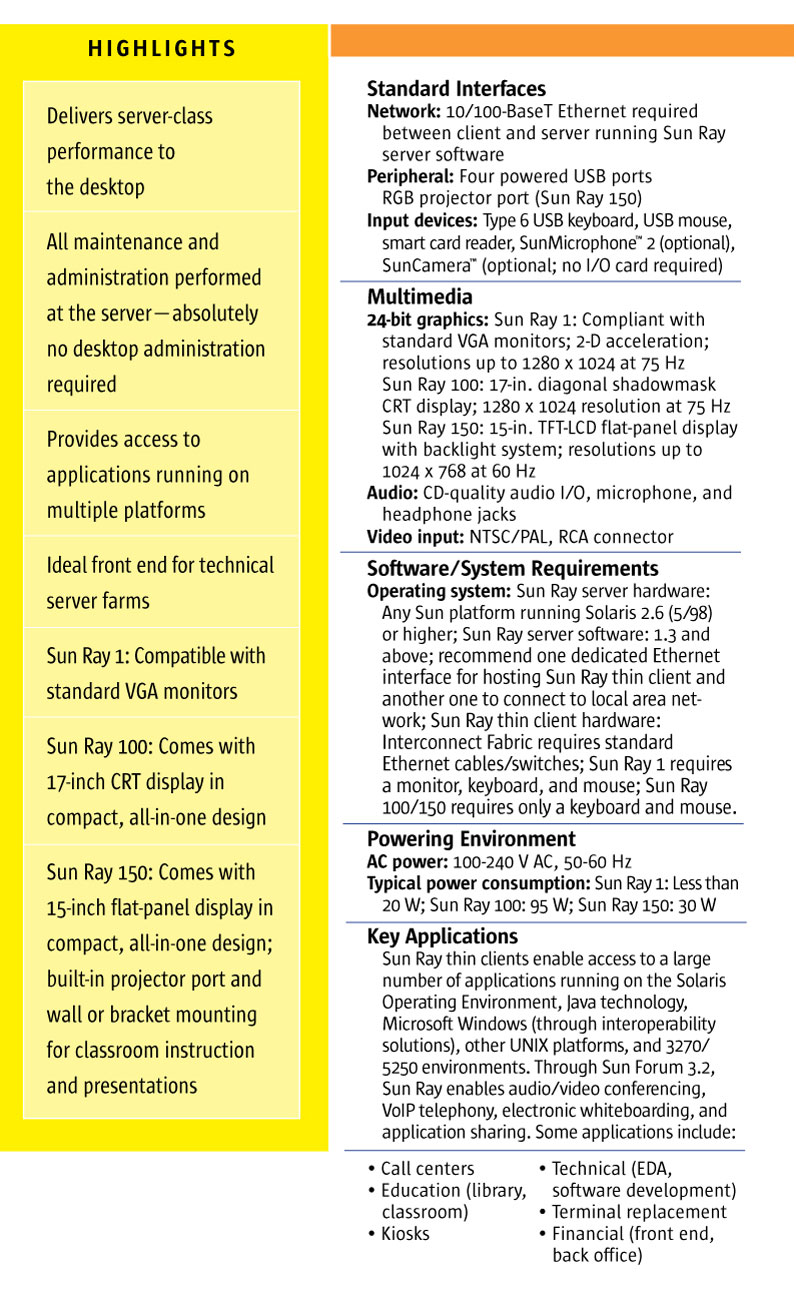 HIGHLIGHTS
Delivers server-class
performance to
the desktop
All maintenance and
administration performed
at the server—absolutely
no desktop administration
required
Provides access to
applications running on
multiple platforms
Ideal front end for technical
server farms
Sun Ray 1: Compatible with
standard VGA monitors
Sun Ray 100: Comes with
17-inch CRT display in
compact, all-in-one design
Sun Ray 150: Comes with
15-inch flat-panel display in
compact, all-in-one design;
built-in projector port and
wall or bracket mounting
for classroom instruction
and presentations
Standard Interfaces
Network: 10/100-BaseT Ethernet required
between client and server running Sun Ray
server software
Peripheral: Four powered USB ports
RGB projector port (Sun Ray 150)
Input devices: Type 6 USB keyboard, USB mouse,
smart card reader, SunMicrophone™ 2 (optional),
SunCamera™ (optional; no I/O card required)
Multimedia
24-bit graphics: Sun Ray 1: Compliant with
standard VGA monitors; 2-D acceleration;
resolutions up to 1280 x 1024 at 75 Hz
Sun Ray 100: 17-in. diagonal shadowmask
CRT display; 1280 x 1024 resolution at 75 Hz
Sun Ray 150: 15-in. TFT-LCD flat-panel display
with backlight system; resolutions up to
1024 x 768 at 60 Hz
Audio: CD-quality audio I/O, microphone, and
headphone jacks
Video input: NTSC/PAL, RCA connector
Software/System Requirements
Operating system: Sun Ray server hardware:
Any Sun platform running Solaris 2.6 (5/98)
or higher; Sun Ray server software: 1.3 and
above; recommend one dedicated Ethernet
interface for hosting Sun Ray thin client and
another one to connect to local area net-
work; Sun Ray thin client hardware:
Interconnect Fabric requires standard
Ethernet cables/switches; Sun Ray 1 requires
a monitor, keyboard, and mouse; Sun Ray
100/150 requires only a keyboard and mouse.
Powering Environment
AC power: 100-240 V AC, 50-60 Hz
Typical power consumption: Sun Ray 1: Less than
20 W; Sun Ray 100: 95 W; Sun Ray 150: 30 W
Key Applications
Sun Ray thin clients enable access to a large
number of applications running on the Solaris
Operating Environment, Java technology,
Microsoft Windows (through interoperability
solutions), other UNIX platforms, and 3270/
5250 environments. Through Sun Forum 3.2,
Sun Ray enables audio/video conferencing,
VoIP telephony, electronic whiteboarding, and
application sharing. Some applications include:
• Call centers
• Education (library,
classroom)
• Kiosks
• Technical (EDA,
software development)
• Terminal replacement
• Financial (front end,
back office)